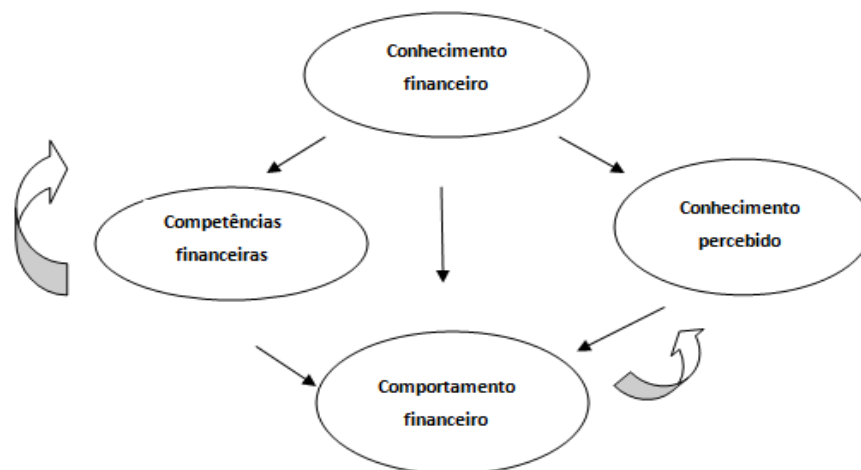 Conhecimento
financeiro
Competências
financeiras
Conhecimento
percebido
Comportamento
financeiro